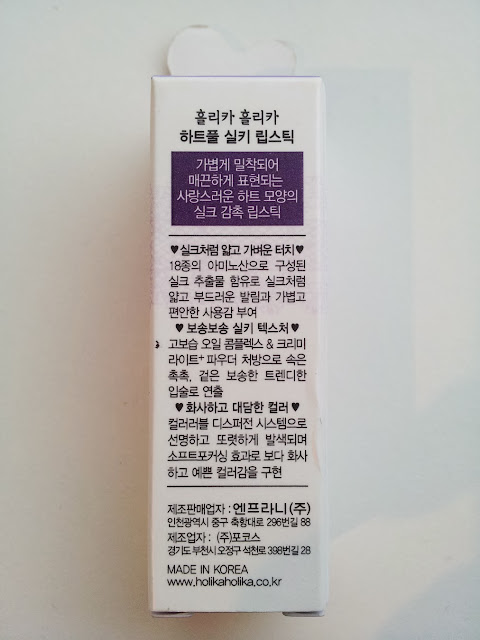 홀리카 홀리카
하트풀 실키 립스틱
가볍게 밀착되어
매끈하게 표현되는
사랑스러운 하트 모양의
실크 감촉 립스틱
♥실크처럼 얇고 가벼운 터치♥
18종의 아미노산으로 구성된
실크 추출물 함유로 실크처럼
얇고 부드러운 발림과 가볍고
편안한 사용감 부여
♥보송보송 실키 텍스처♥
고보습 오일 콤플렉스 & 크리미
라이트+ 파우더 처방으로 속은
촉촉, 겉은 보송한 트렌디한
입술로 연출
♥화사하고 대담한 컬러♥
컬러러블 디스퍼전 시스템으로
선명하고 또렷하게 발색되며
소프트포커싱 효과로 보다 화사
하고 예쁜 컬러감을 구현
제조판매업자 : 엔프라니(주)
인천광역시 중구 축항대로 296번길 88
제조업자 : (주)포코스
경기도 부천시 오정구 석천로 398번길 28
MADE IN KOREA
www.holikaholika.co.kr